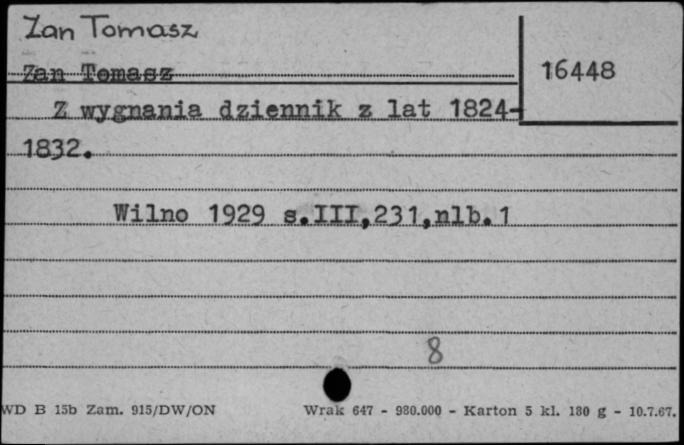 Zan Tomasz
Zan Tomasz
16448
Z wygnania dziennik z lat 1824-
1832.
Wilno 1929 s.III,231,nlb.1
8
WD B 15b Zam. 915/DW/ON
Wrak 647 - 980.000 - Karton 5 kl. 180 g - 10.7.67.